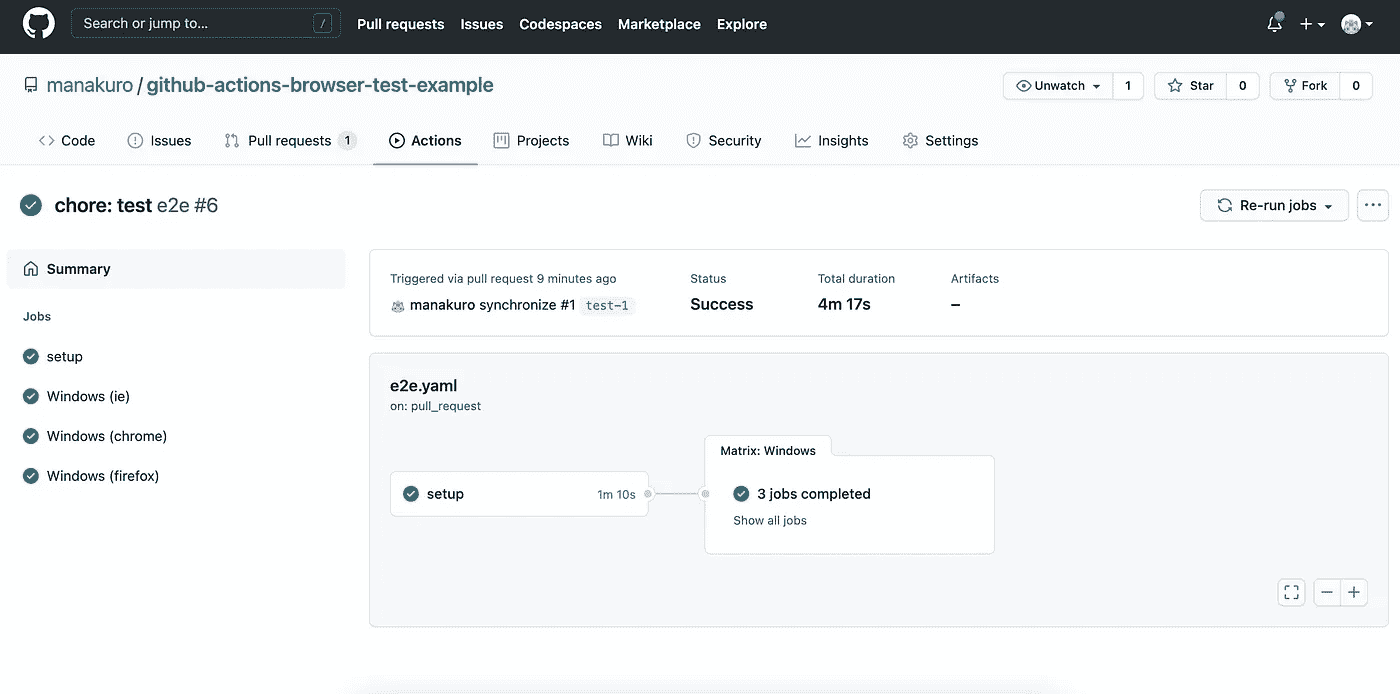 Search or jump to... / Pull requests Issues Codespaces Marketplace Explore
manakuro / github-actions-browser-test-example Unwatch 1 Star 0 Fork 0
Code Issues Pull requests 1 Actions Projects Wiki Security Insights Settings
chore: test e2e #6 Re-run jobs ...
Summary
Jobs
setup
Windows (ie)
Windows (chrome)
Windows (firefox)
Triggered via pull request 9 minutes ago Status Total duration Artifacts
manakuro synchronize #1 test-1 Success 4m 17s –
e2e.yaml
on: pull_request
Matrix: Windows
setup 1m 10s 3 jobs completed
Show all jobs